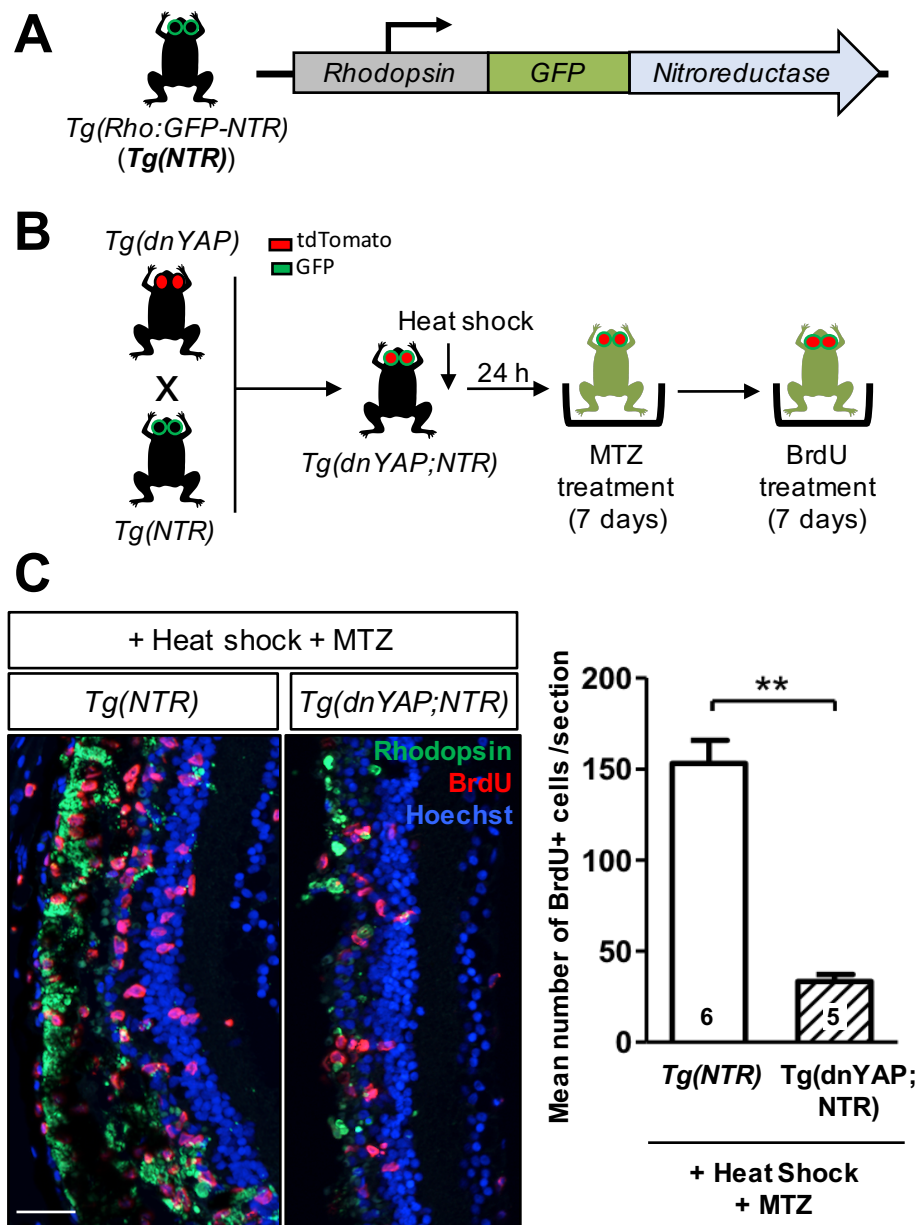 A
Rhodopsin GFP Nitroreductase
Tg(Rho:GFP-NTR)
(Tg(NTR))
B
Tg(dnYAP)
tdTomato
GFP
X
Tg(NTR)
Tg(dnYAP;NTR)
Heat shock
24 h
MTZ
treatment
(7 days)
BrdU
treatment
(7 days)
C
+ Heat shock + MTZ
Tg(NTR)
Tg(dnYAP;NTR)
Rhodopsin
BrdU
Hoechst
Mean number of BrdU+ cells /section
200
150
100
50
0
**
6
5
Tg(NTR)
Tg(dnYAP;
NTR)
+ Heat Shock
+ MTZ